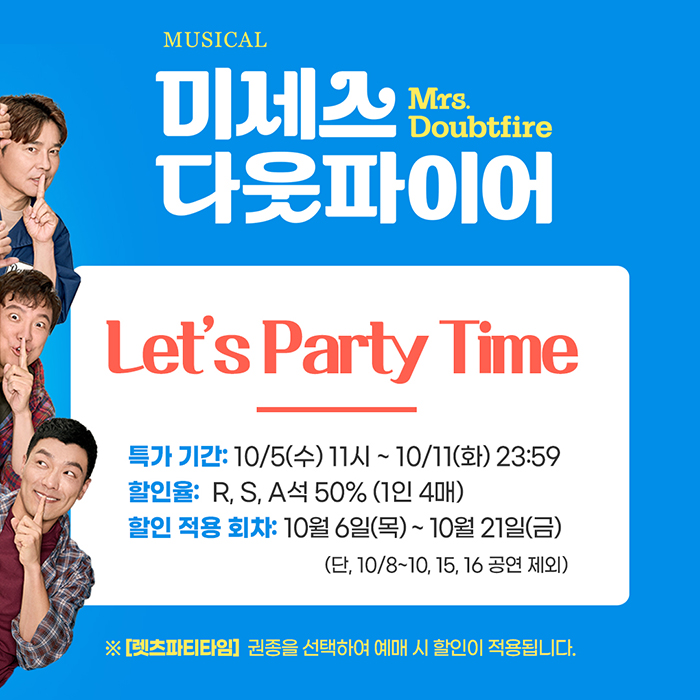 MUSICAL
미세스
Mrs.
Doubtfire
다웃파이어
Let's Party Time
특가 기간: 10/5(수) 11시 ~ 10/11(화) 23:59
할인율: R, S, A석 50% (1인 4매)
할인 적용 회차: 10월 6일(목) ~ 10월 21일(금)
(단, 10/8~10, 15, 16 공연 제외)
※ [렛츠파티타임] 권종을 선택하여 예매 시 할인이 적용됩니다.